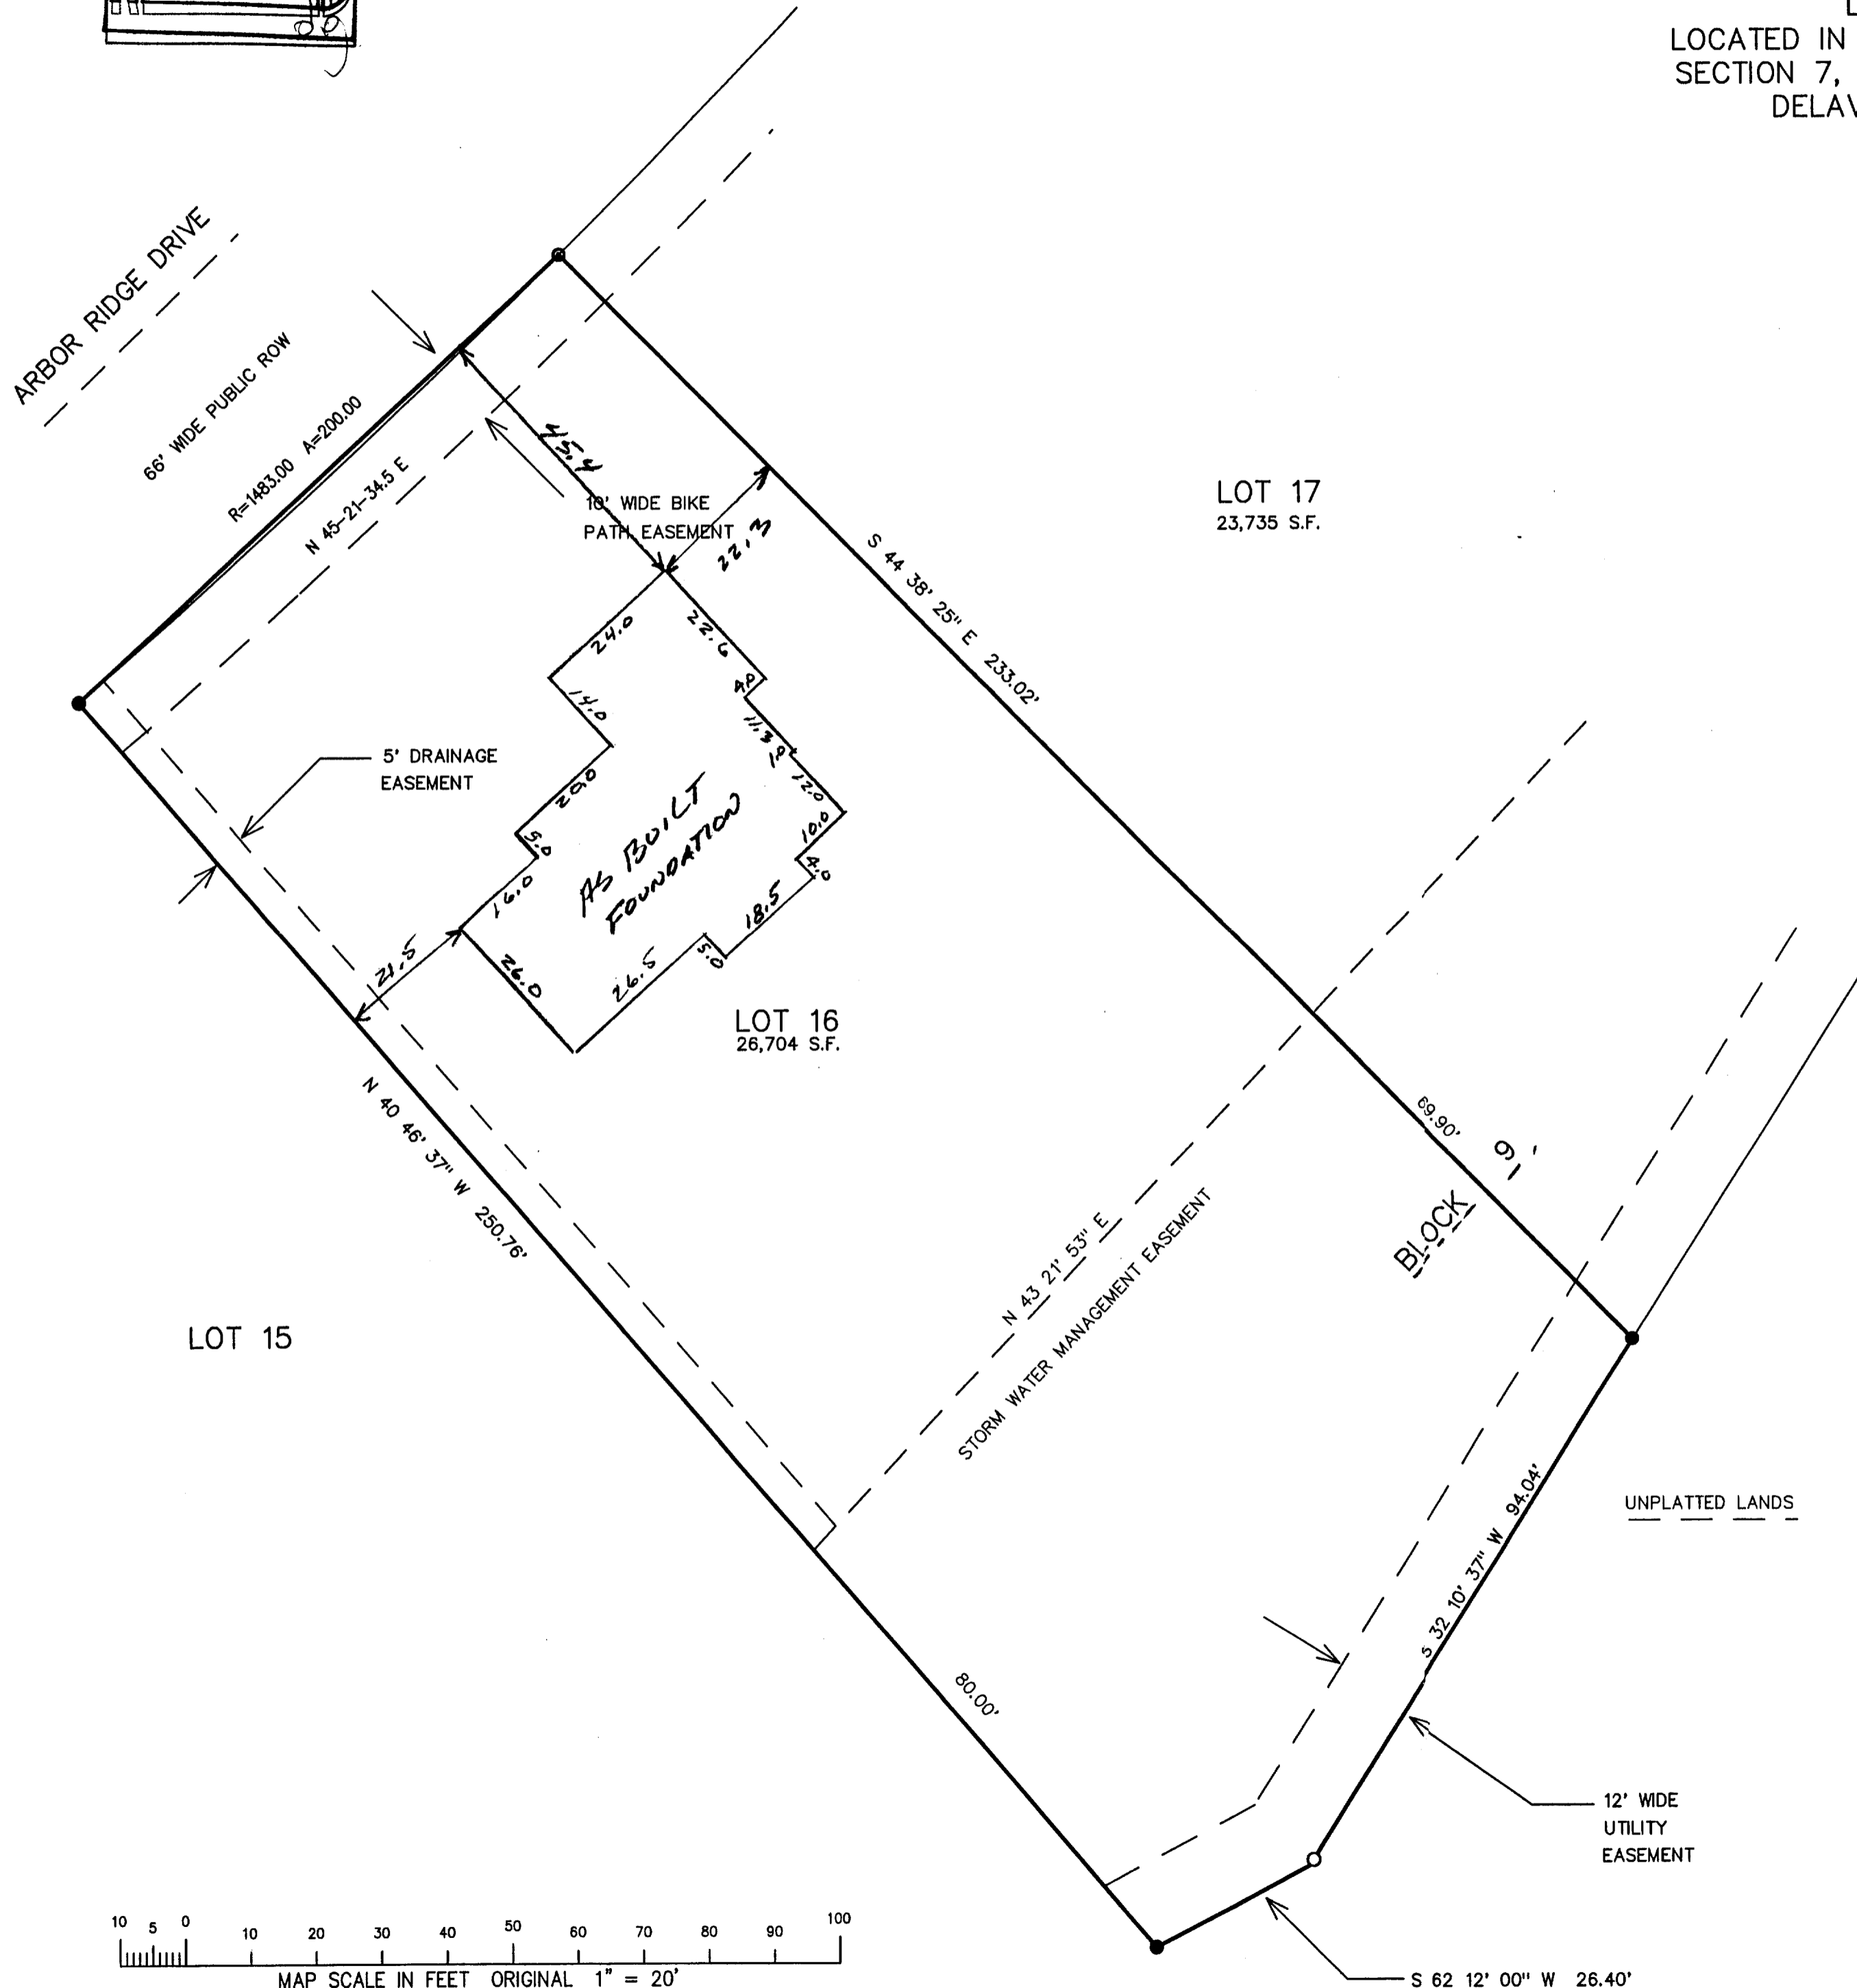 LOCATED IN
SECTION 7,
ARBOR RIDGE DRIVE
66' WIDE PUBLIC ROW
R=1483.00 A=200.00
N 45-21-34.5 E
45.4
10' WIDE BIKE
PATH EASEMENT
22.3
LOT 17
23,735 S.F.
S 44 38' 25" E 233.02'
24.0
22.6
14.0
4.0
11.3
1.0
12.0
5' DRAINAGE
EASEMENT
20.0
5.0
10.0
4.0
AS BUILT
FOUNDATION
16.0
18.5
21.5
26.0
26.5
5.0
LOT 16
26,704 S.F.
N 40 46' 37" W 250.76'
69.90'
BLOCK 9
N 43 21' 53" E
STORM WATER MANAGEMENT EASEMENT
LOT 15
S 32 10' 37" W 94.04'
UNPLATTED LANDS
80.00'
12' WIDE
UTILITY
EASEMENT
10 5 0 10 20 30 40 50 60 70 80 90 100
MAP SCALE IN FEET ORIGINAL 1" = 20'
S 62 12' 00" W 26.40'